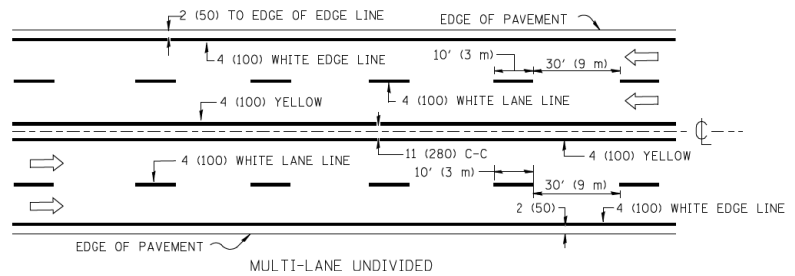 2 (50) TO EDGE OF EDGE LINE
EDGE OF PAVEMENT
4 (100) WHITE EDGE LINE
10' (3 m)
30' (9 m)
4 (100) YELLOW
4 (100) WHITE LANE LINE
CL
4 (100) WHITE LANE LINE
11 (280) C-C
4 (100) YELLOW
10' (3 m)
30' (9 m)
2 (50)
4 (100) WHITE EDGE LINE
EDGE OF PAVEMENT
MULTI-LANE UNDIVIDED